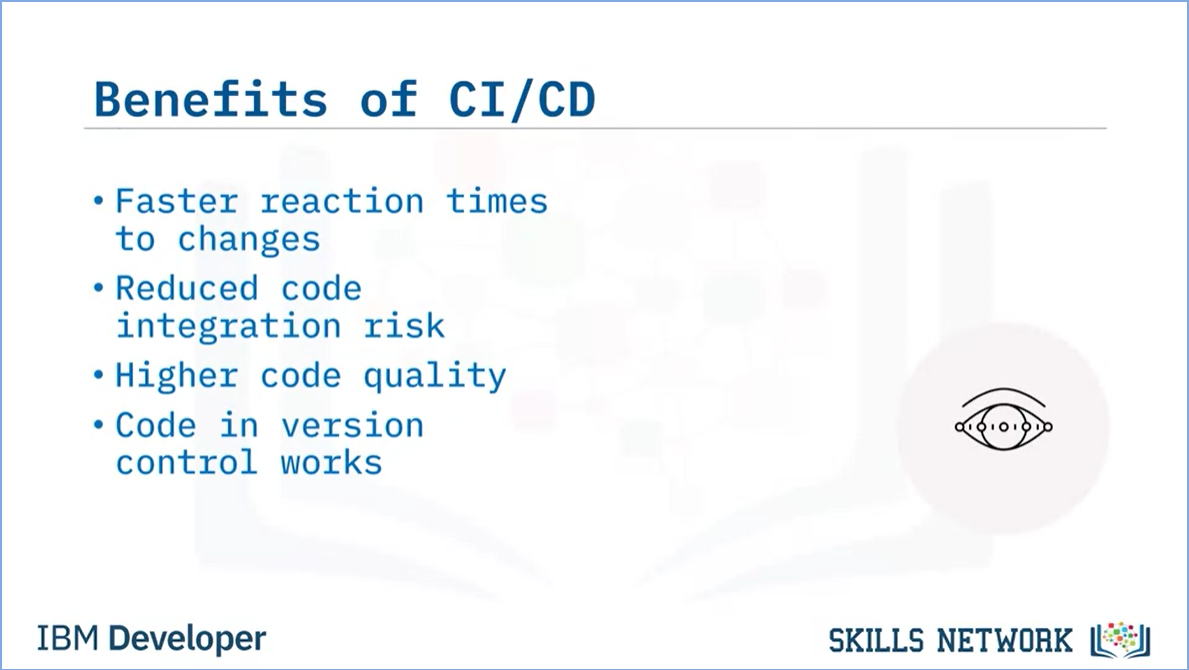 Benefits of CI/CD
• Faster reaction times
to changes
• Reduced code
integration risk
• Higher code quality
• Code in version
control works
IBM Developer
SKILLS NETWORK